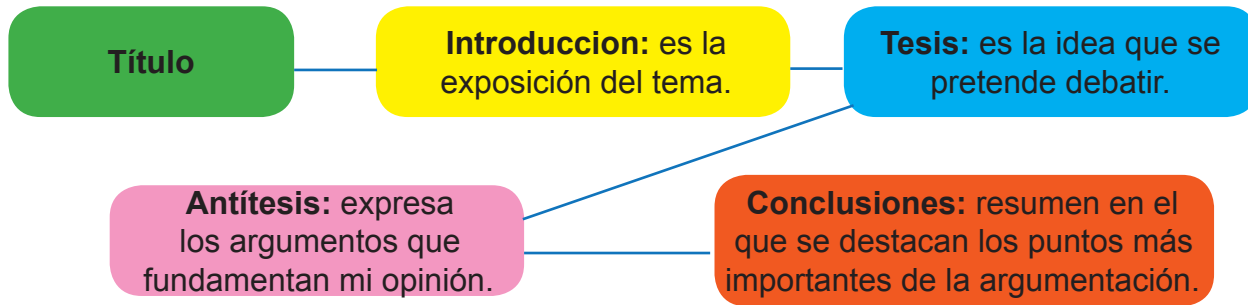 Título
Introduccion: es la
exposición del tema.
Tesis: es la idea que se
pretende debatir.
Antítesis: expresa
los argumentos que
fundamentan mi opinión.
Conclusiones: resumen en el
que se destacan los puntos más
importantes de la argumentación.